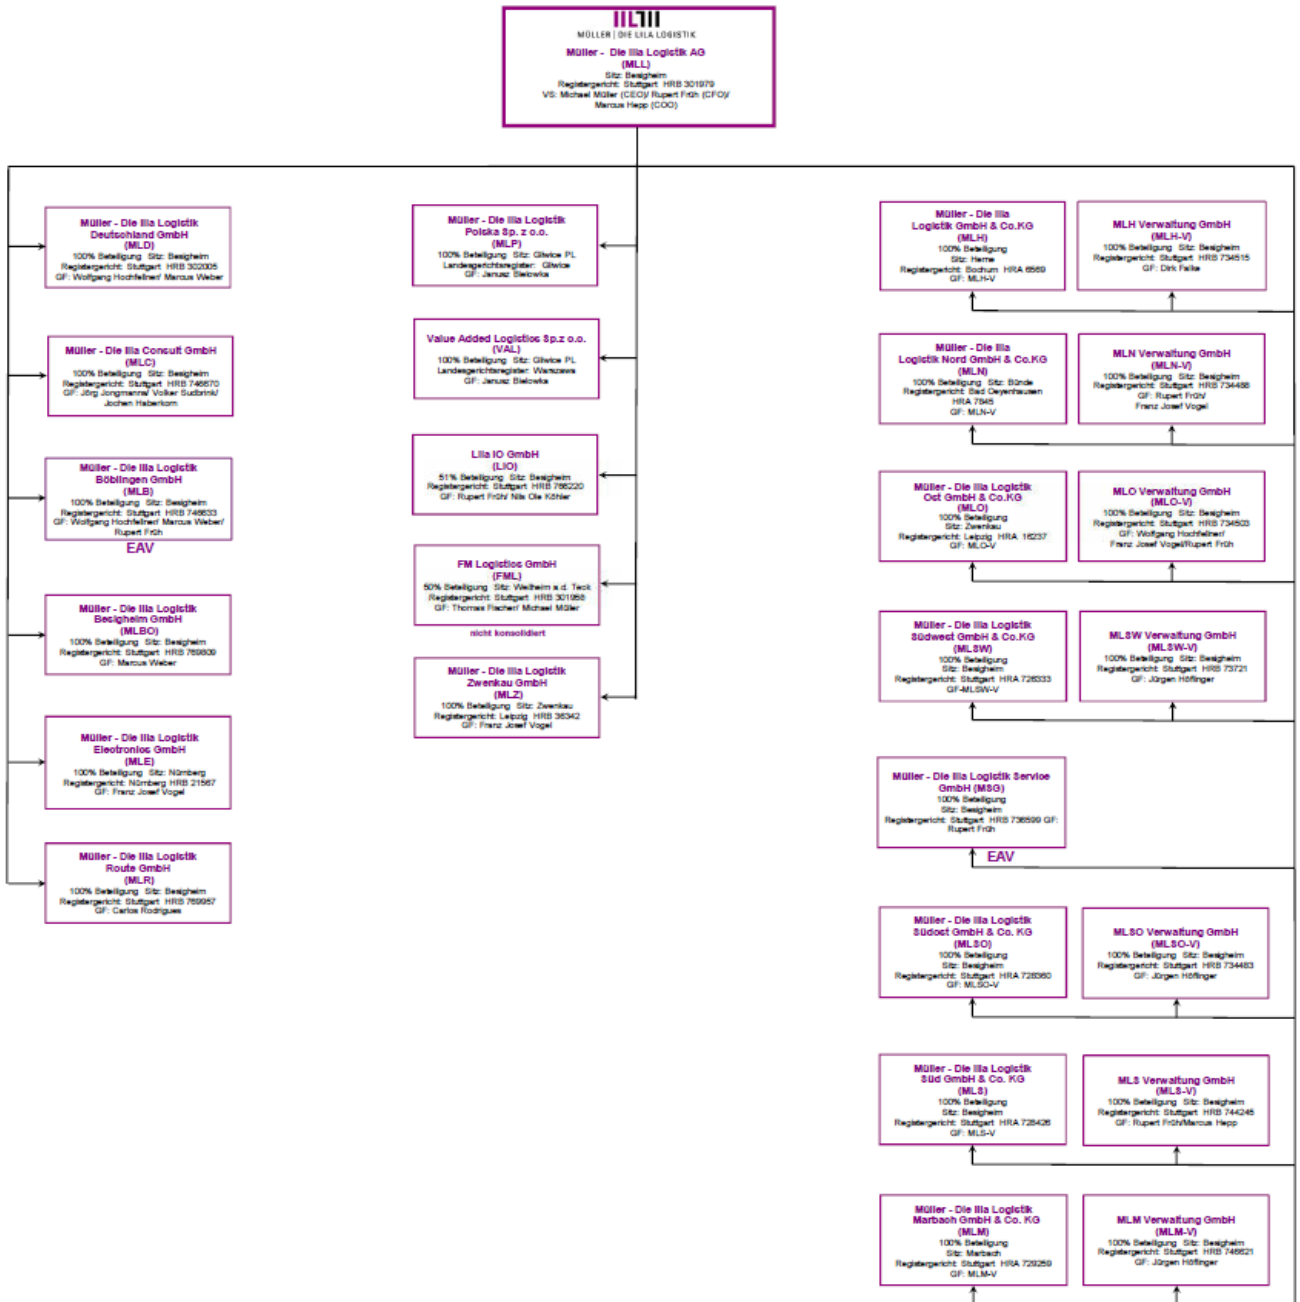 MÜLLER | DIE LILA LOGISTIK
Müller - Die lila Logistik AG
(MLL)
Sitz: Besigheim
Registergericht: Stuttgart HRB 301979
VS: Michael Müller (CEO)/ Rupert Früh (CFO)/
Marcus Hepp (COO)
Müller - Die lila Logistik
Deutschland GmbH
(MLD)
100% Beteiligung Sitz: Besigheim
Registergericht: Stuttgart HRB 302005
GF: Wolfgang Hochfellner/ Marcus Weber
Müller - Die lila Consult GmbH
(MLC)
100% Beteiligung Sitz: Besigheim
Registergericht: Stuttgart HRB 746670
GF: Jörg Jongmanns/ Volker Sudbrink/
Jochen Haberkorn
Müller - Die lila Logistik
Böblingen GmbH
(MLB)
100% Beteiligung Sitz: Besigheim
Registergericht: Stuttgart HRB 746633
GF: Wolfgang Hochfellner/ Marcus Weber/
Rupert Früh
EAV
Müller - Die lila Logistik
Besigheim GmbH
(MLBO)
100% Beteiligung Sitz: Besigheim
Registergericht: Stuttgart HRB 769809
GF: Marcus Weber
Müller - Die lila Logistik
Electronics GmbH
(MLE)
100% Beteiligung Sitz: Nürnberg
Registergericht: Nürnberg HRB 21567
GF: Franz Josef Vogel
Müller - Die lila Logistik
Route GmbH
(MLR)
100% Beteiligung Sitz: Besigheim
Registergericht: Stuttgart HRB 769957
GF: Carlos Rodrigues
Müller - Die lila Logistik
Polska Sp. z o.o.
(MLP)
100% Beteiligung Sitz: Gliwice PL
Landesgerichtsregister: Gliwice
GF: Janusz Bielowka
Value Added Logistics Sp.z o.o.
(VAL)
100% Beteiligung Sitz: Gliwice PL
Landesgerichtsregister: Warszawa
GF: Janusz Bielowka
Lila IO GmbH
(LIO)
51% Beteiligung Sitz: Besigheim
Registergericht: Stuttgart HRB 766220
GF: Rupert Früh/ Nils Ole Köhler
FM Logistics GmbH
(FML)
50% Beteiligung Sitz: Weilheim a.d. Teck
Registergericht: Stuttgart HRB 301958
GF: Thomas Fischer/ Michael Müller
nicht konsolidiert
Müller - Die lila Logistik
Zwenkau GmbH
(MLZ)
100% Beteiligung Sitz: Zwenkau
Registergericht: Leipzig HRB 36342
GF: Franz Josef Vogel
Müller - Die lila
Logistik GmbH & Co.KG
(MLH)
100% Beteiligung
Sitz: Herne
Registergericht: Bochum HRA 6569
GF: MLH-V
MLH Verwaltung GmbH
(MLH-V)
100% Beteiligung Sitz: Besigheim
Registergericht: Stuttgart HRB 734515
GF: Dirk Falke
Müller - Die lila
Logistik Nord GmbH & Co.KG
(MLN)
100% Beteiligung Sitz: Bünde
Registergericht: Bad Oeyenhausen
HRA 7845
GF: MLN-V
MLN Verwaltung GmbH
(MLN-V)
100% Beteiligung Sitz: Besigheim
Registergericht: Stuttgart HRB 734486
GF: Rupert Früh/
Franz Josef Vogel
Müller - Die lila Logistik
Ost GmbH & Co.KG
(MLO)
100% Beteiligung
Sitz: Zwenkau
Registergericht: Leipzig HRA 16237
GF: MLO-V
MLO Verwaltung GmbH
(MLO-V)
100% Beteiligung Sitz: Besigheim
Registergericht: Stuttgart HRB 734503
GF: Wolfgang Hochfellner/
Franz Josef Vogel/Rupert Früh
Müller - Die lila Logistik
Südwest GmbH & Co.KG
(MLSW)
100% Beteiligung
Sitz: Besigheim
Registergericht: Stuttgart HRA 726333
GF-MLSW-V
MLSW Verwaltung GmbH
(MLSW-V)
100% Beteiligung Sitz: Besigheim
Registergericht: Stuttgart HRB 73721
GF: Jürgen Höflinger
Müller - Die lila Logistik Service
GmbH (MSG)
100% Beteiligung
Sitz: Besigheim
Registergericht: Stuttgart HRB 736599 GF:
Rupert Früh
EAV
Müller - Die lila Logistik
Südost GmbH & Co. KG
(MLSO)
100% Beteiligung
Sitz: Besigheim
Registergericht: Stuttgart HRA 728360
GF: MLSO-V
MLSO Verwaltung GmbH
(MLSO-V)
100% Beteiligung Sitz: Besigheim
Registergericht: Stuttgart HRB 734483
GF: Jürgen Höflinger
Müller - Die lila Logistik
Süd GmbH & Co. KG
(MLS)
100% Beteiligung
Sitz: Besigheim
Registergericht: Stuttgart HRA 728426
GF: MLS-V
MLS Verwaltung GmbH
(MLS-V)
100% Beteiligung Sitz: Besigheim
Registergericht: Stuttgart HRB 744245
GF: Rupert Früh/Marcus Hepp
Müller - Die lila Logistik
Marbach GmbH & Co. KG
(MLM)
100% Beteiligung
Sitz: Marbach
Registergericht: Stuttgart HRA 729259
GF: MLM-V
MLM Verwaltung GmbH
(MLM-V)
100% Beteiligung Sitz: Besigheim
Registergericht: Stuttgart HRB 746621
GF: Jürgen Höflinger